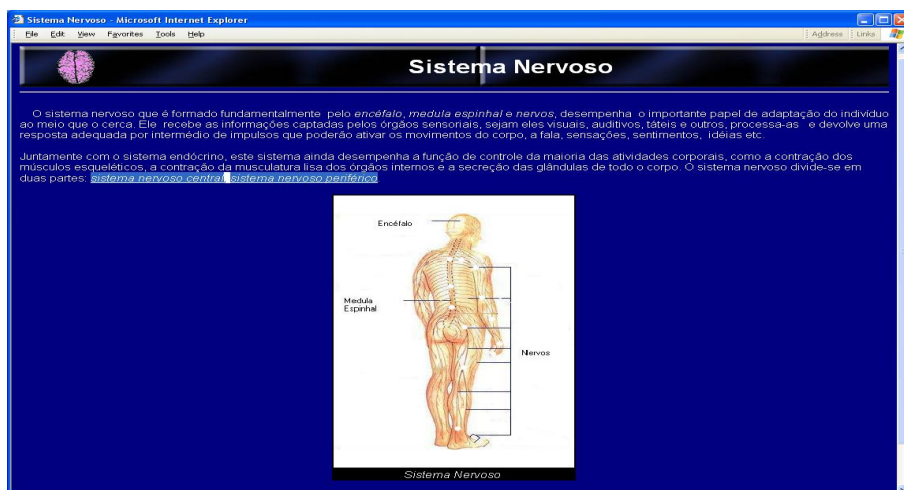 Sistema Nervoso - Microsoft Internet Explorer
File Edit View Favorites Tools Help
Address Links
Sistema Nervoso
O sistema nervoso que é formado fundamentalmente pelo encéfalo, medula espinhal e nervos, desempenha o importante papel de adaptação do indivíduo
ao meio que o cerca. Ele recebe as informações captadas pelos órgãos sensoriais, sejam eles visuais, auditivos, táteis e outros, processa-as e devolve uma
resposta adequada por intermédio de impulsos que poderão ativar os movimentos do corpo, a fala, sensações, sentimentos, idéias etc.
Juntamente com o sistema endócrino, este sistema ainda desempenha a função de controle da maioria das atividades corporais, como a contração dos
músculos esqueléticos, a contração da musculatura lisa dos órgãos internos e a secreção das glândulas de todo o corpo. O sistema nervoso divide-se em
duas partes: sistema nervoso central, sistema nervoso periférico.
Encéfalo
Medula
Espinhal
Nervos
Sistema Nervoso